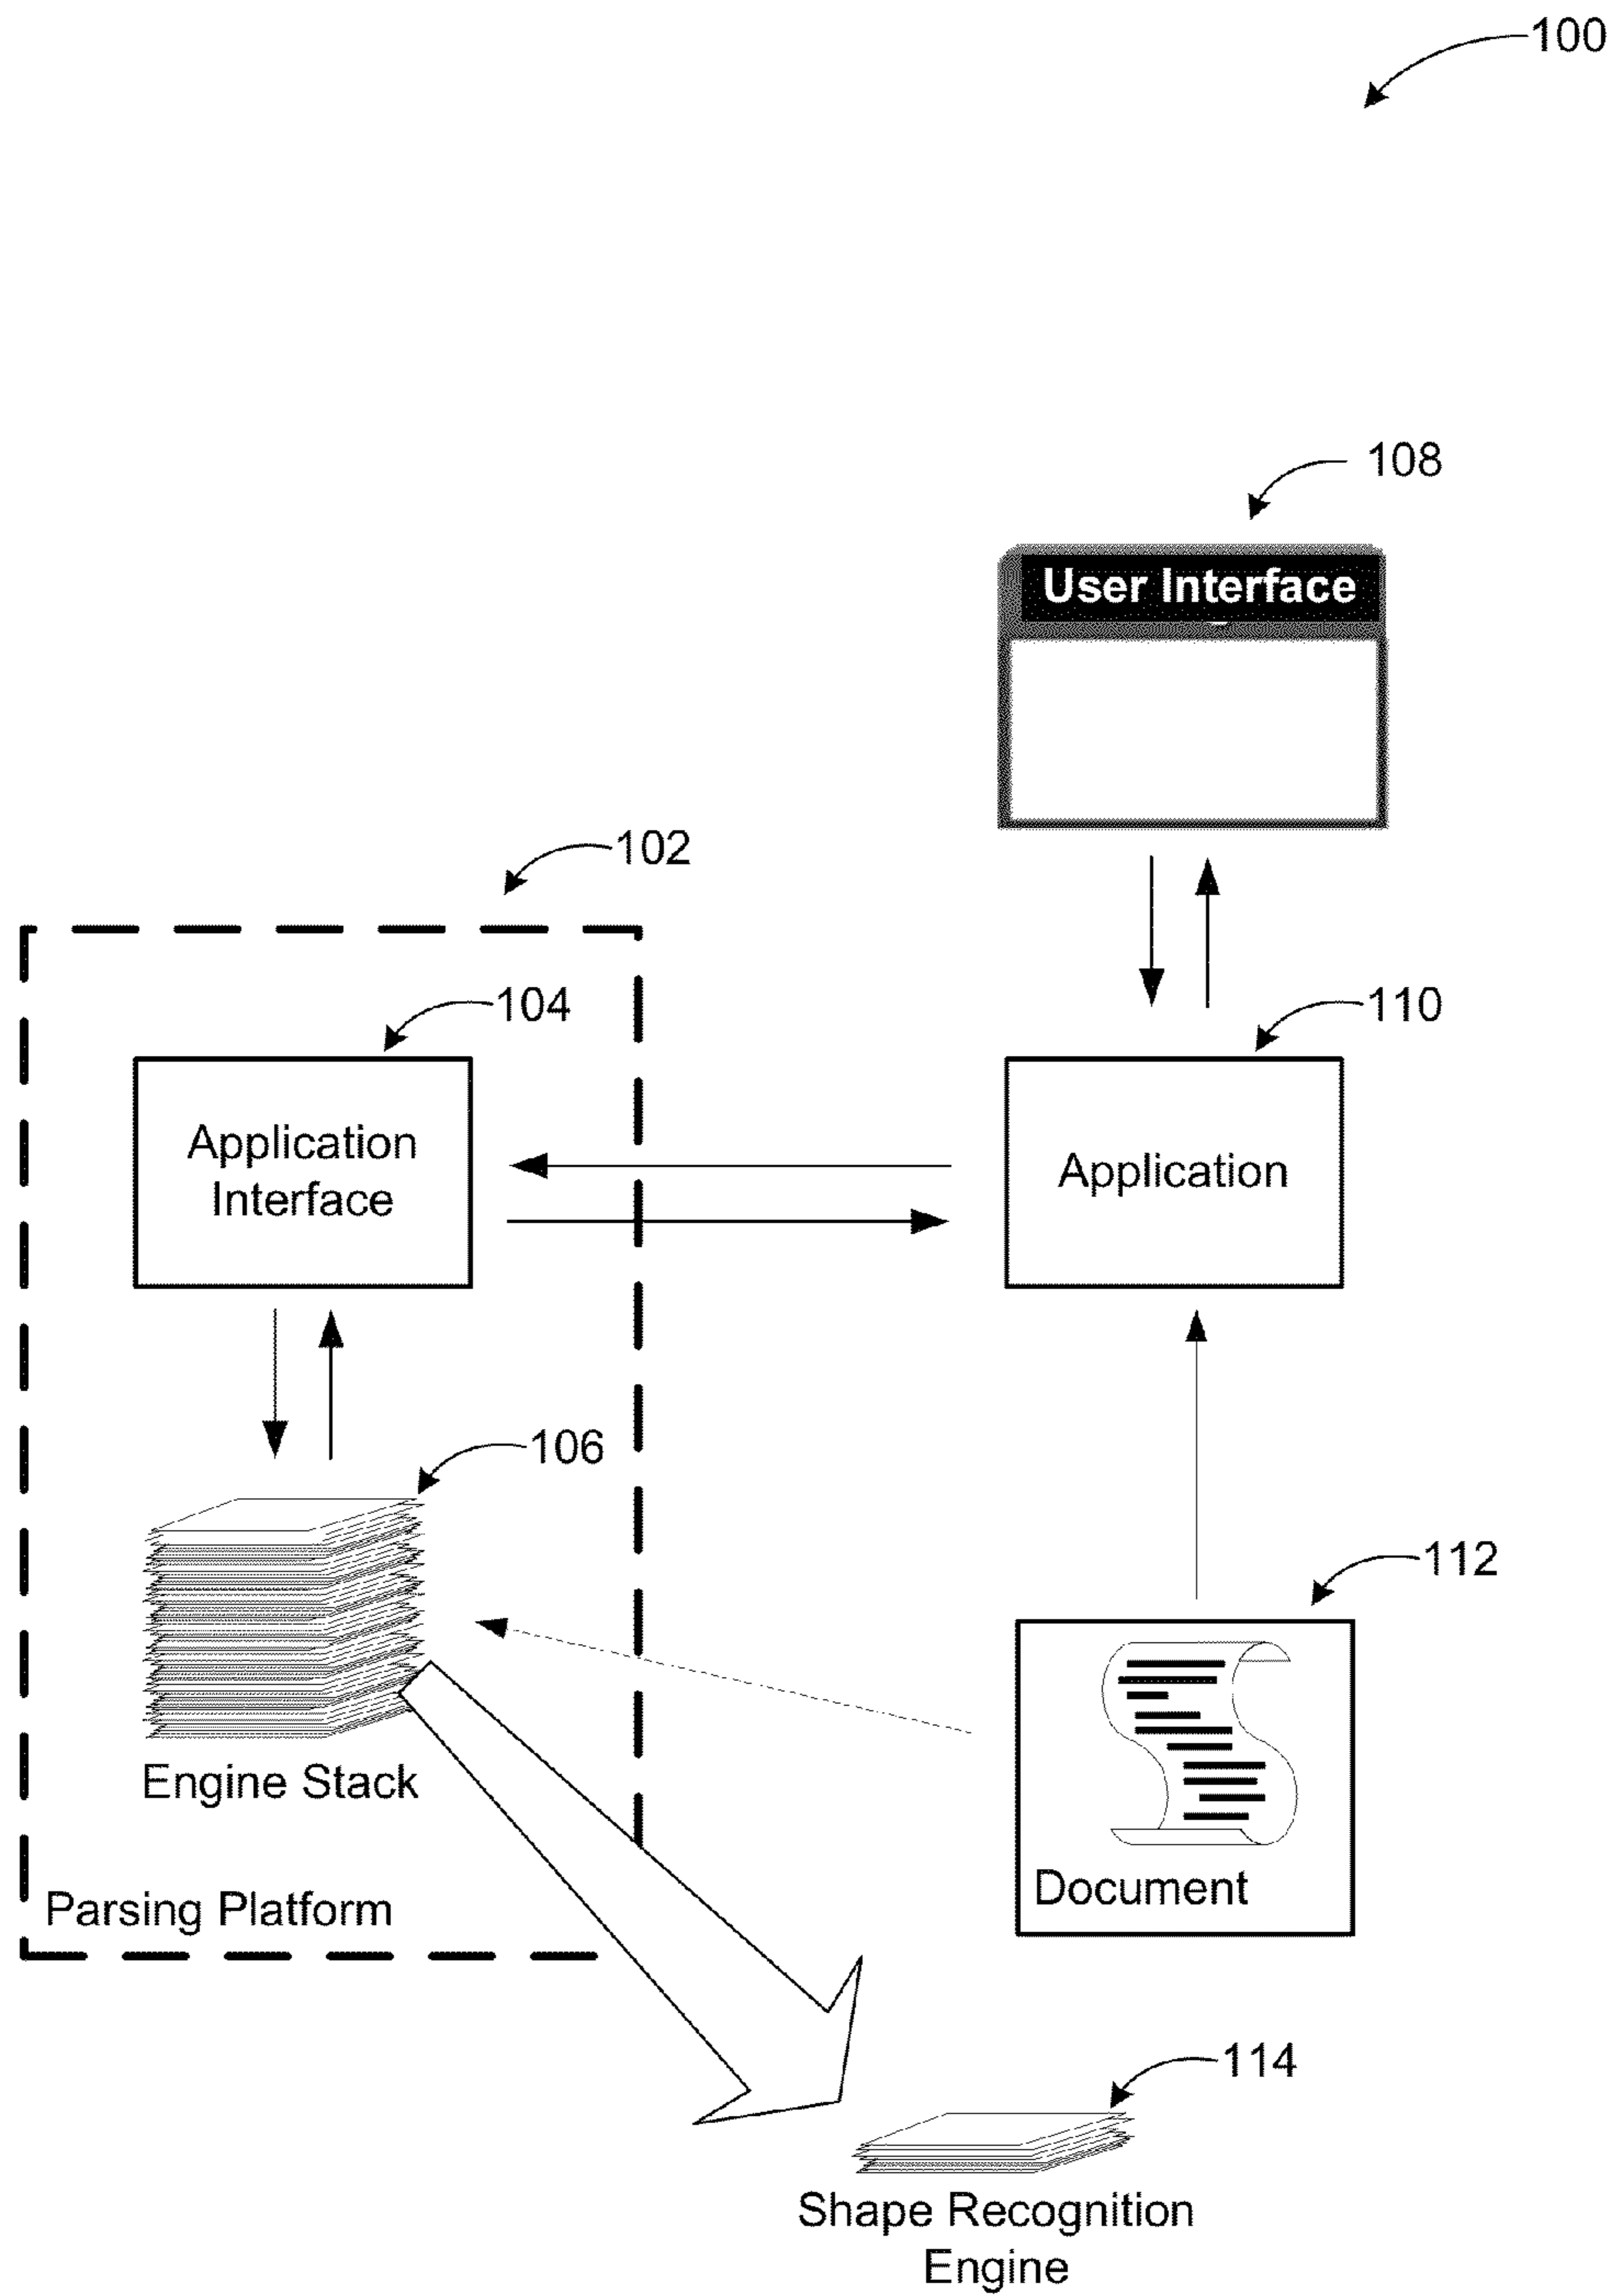 100
108
User Interface
102
104
110
Application
Interface
Application
106
112
Engine Stack
Document
Parsing Platform
114
Shape Recognition
Engine